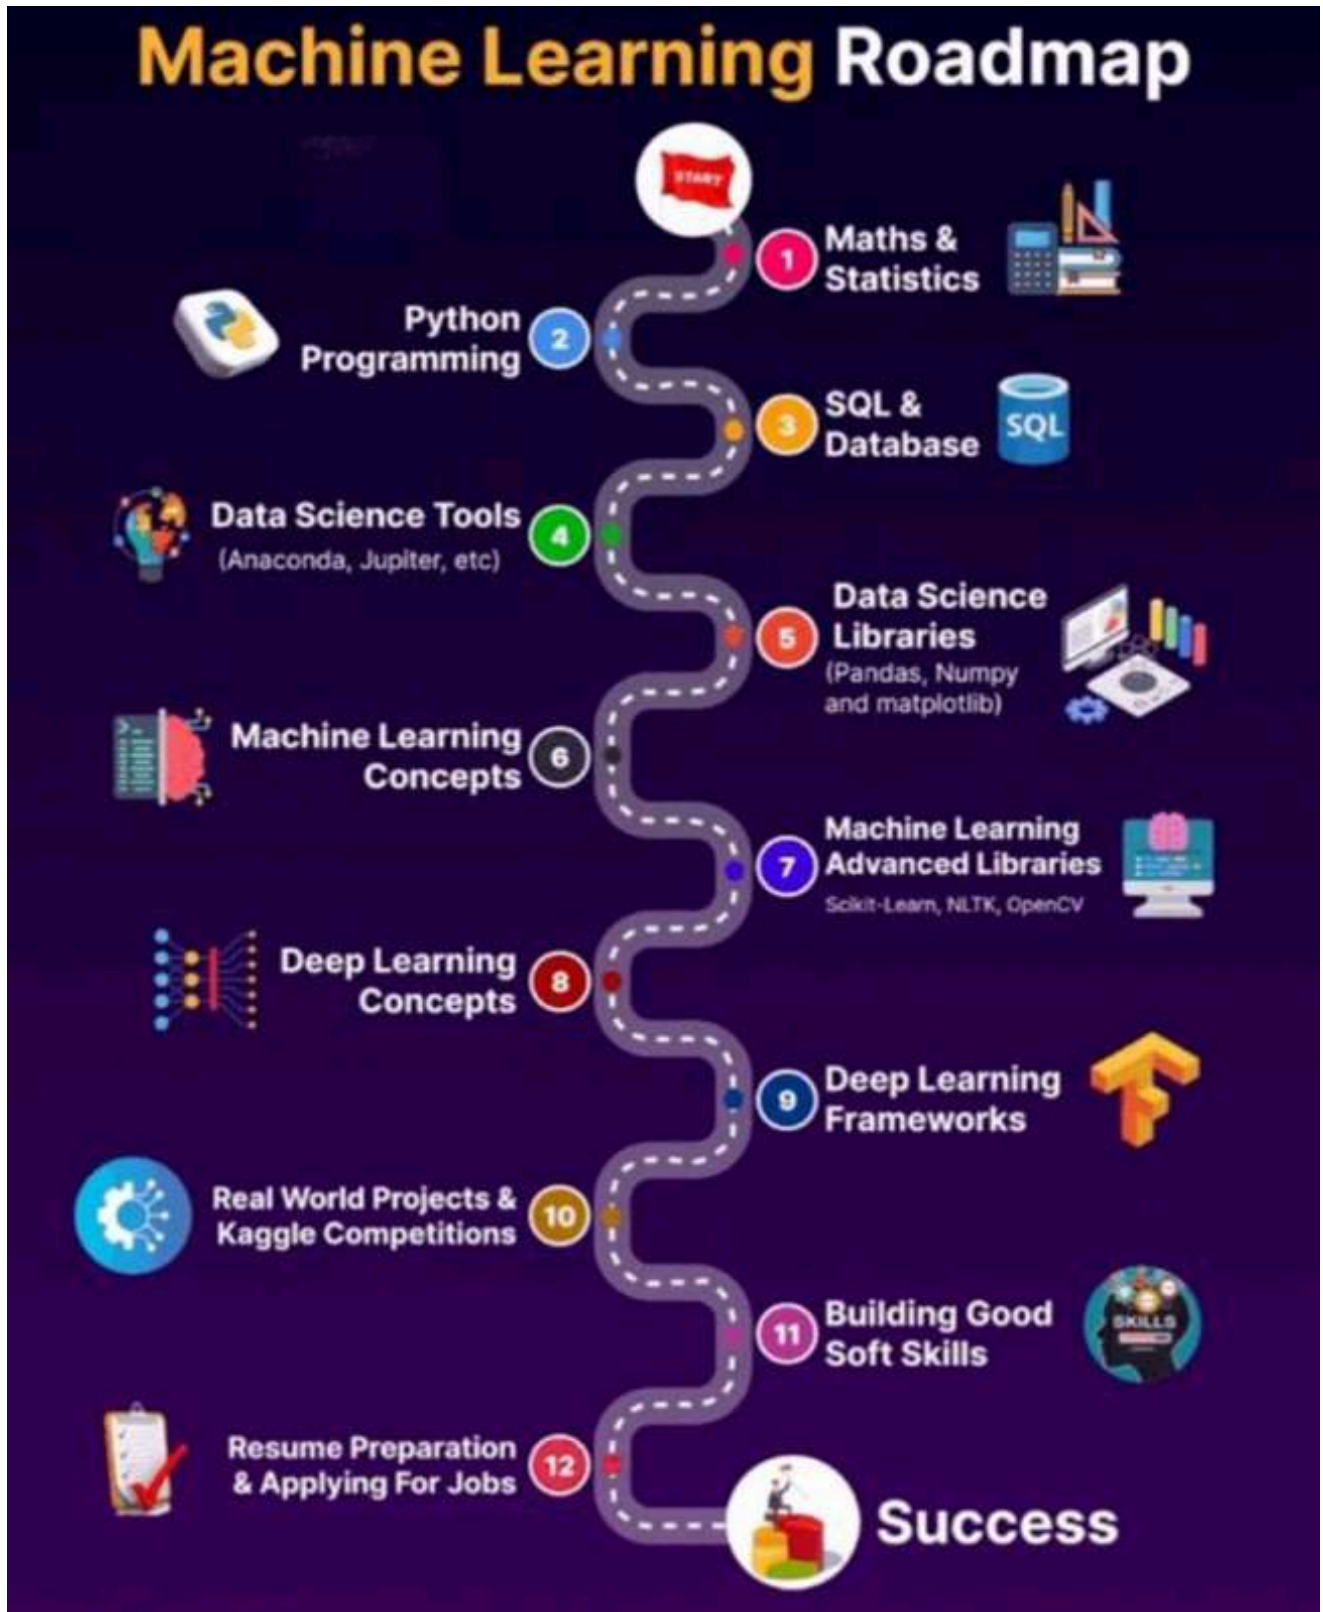 Machine Learning Roadmap
START
1
Maths &
Statistics
2
Python
Programming
3
SQL &
Database
SQL
4
Data Science Tools
(Anaconda, Jupiter, etc)
5
Data Science
Libraries
(Pandas, Numpy
and matplotlib)
6
Machine Learning
Concepts
7
Machine Learning
Advanced Libraries
Scikit-Learn, NLTK, OpenCV
8
Deep Learning
Concepts
9
Deep Learning
Frameworks
10
Real World Projects &
Kaggle Competitions
11
Building Good
Soft Skills
SKILLS
12
Resume Preparation
& Applying For Jobs
Success